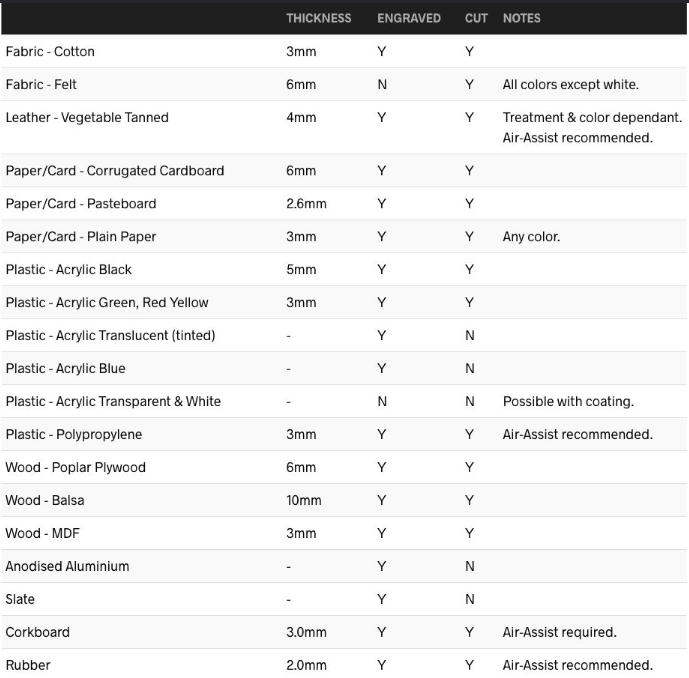 THICKNESS ENGRAVED CUT NOTES
Fabric - Cotton 3mm Y Y
Fabric - Felt 6mm N Y All colors except white.
Leather - Vegetable Tanned 4mm Y Y Treatment & color dependant.
Air-Assist recommended.
Paper/Card - Corrugated Cardboard 6mm Y Y
Paper/Card - Pasteboard 2.6mm Y Y
Paper/Card - Plain Paper 3mm Y Y Any color.
Plastic - Acrylic Black 5mm Y Y
Plastic - Acrylic Green, Red Yellow 3mm Y Y
Plastic - Acrylic Translucent (tinted) - Y N
Plastic - Acrylic Blue - Y N
Plastic - Acrylic Transparent & White - N N Possible with coating.
Plastic - Polypropylene 3mm Y Y Air-Assist recommended.
Wood - Poplar Plywood 6mm Y Y
Wood - Balsa 10mm Y Y
Wood - MDF 3mm Y Y
Anodised Aluminium - Y N
Slate - Y N
Corkboard 3.0mm Y Y Air-Assist required.
Rubber 2.0mm Y Y Air-Assist recommended.